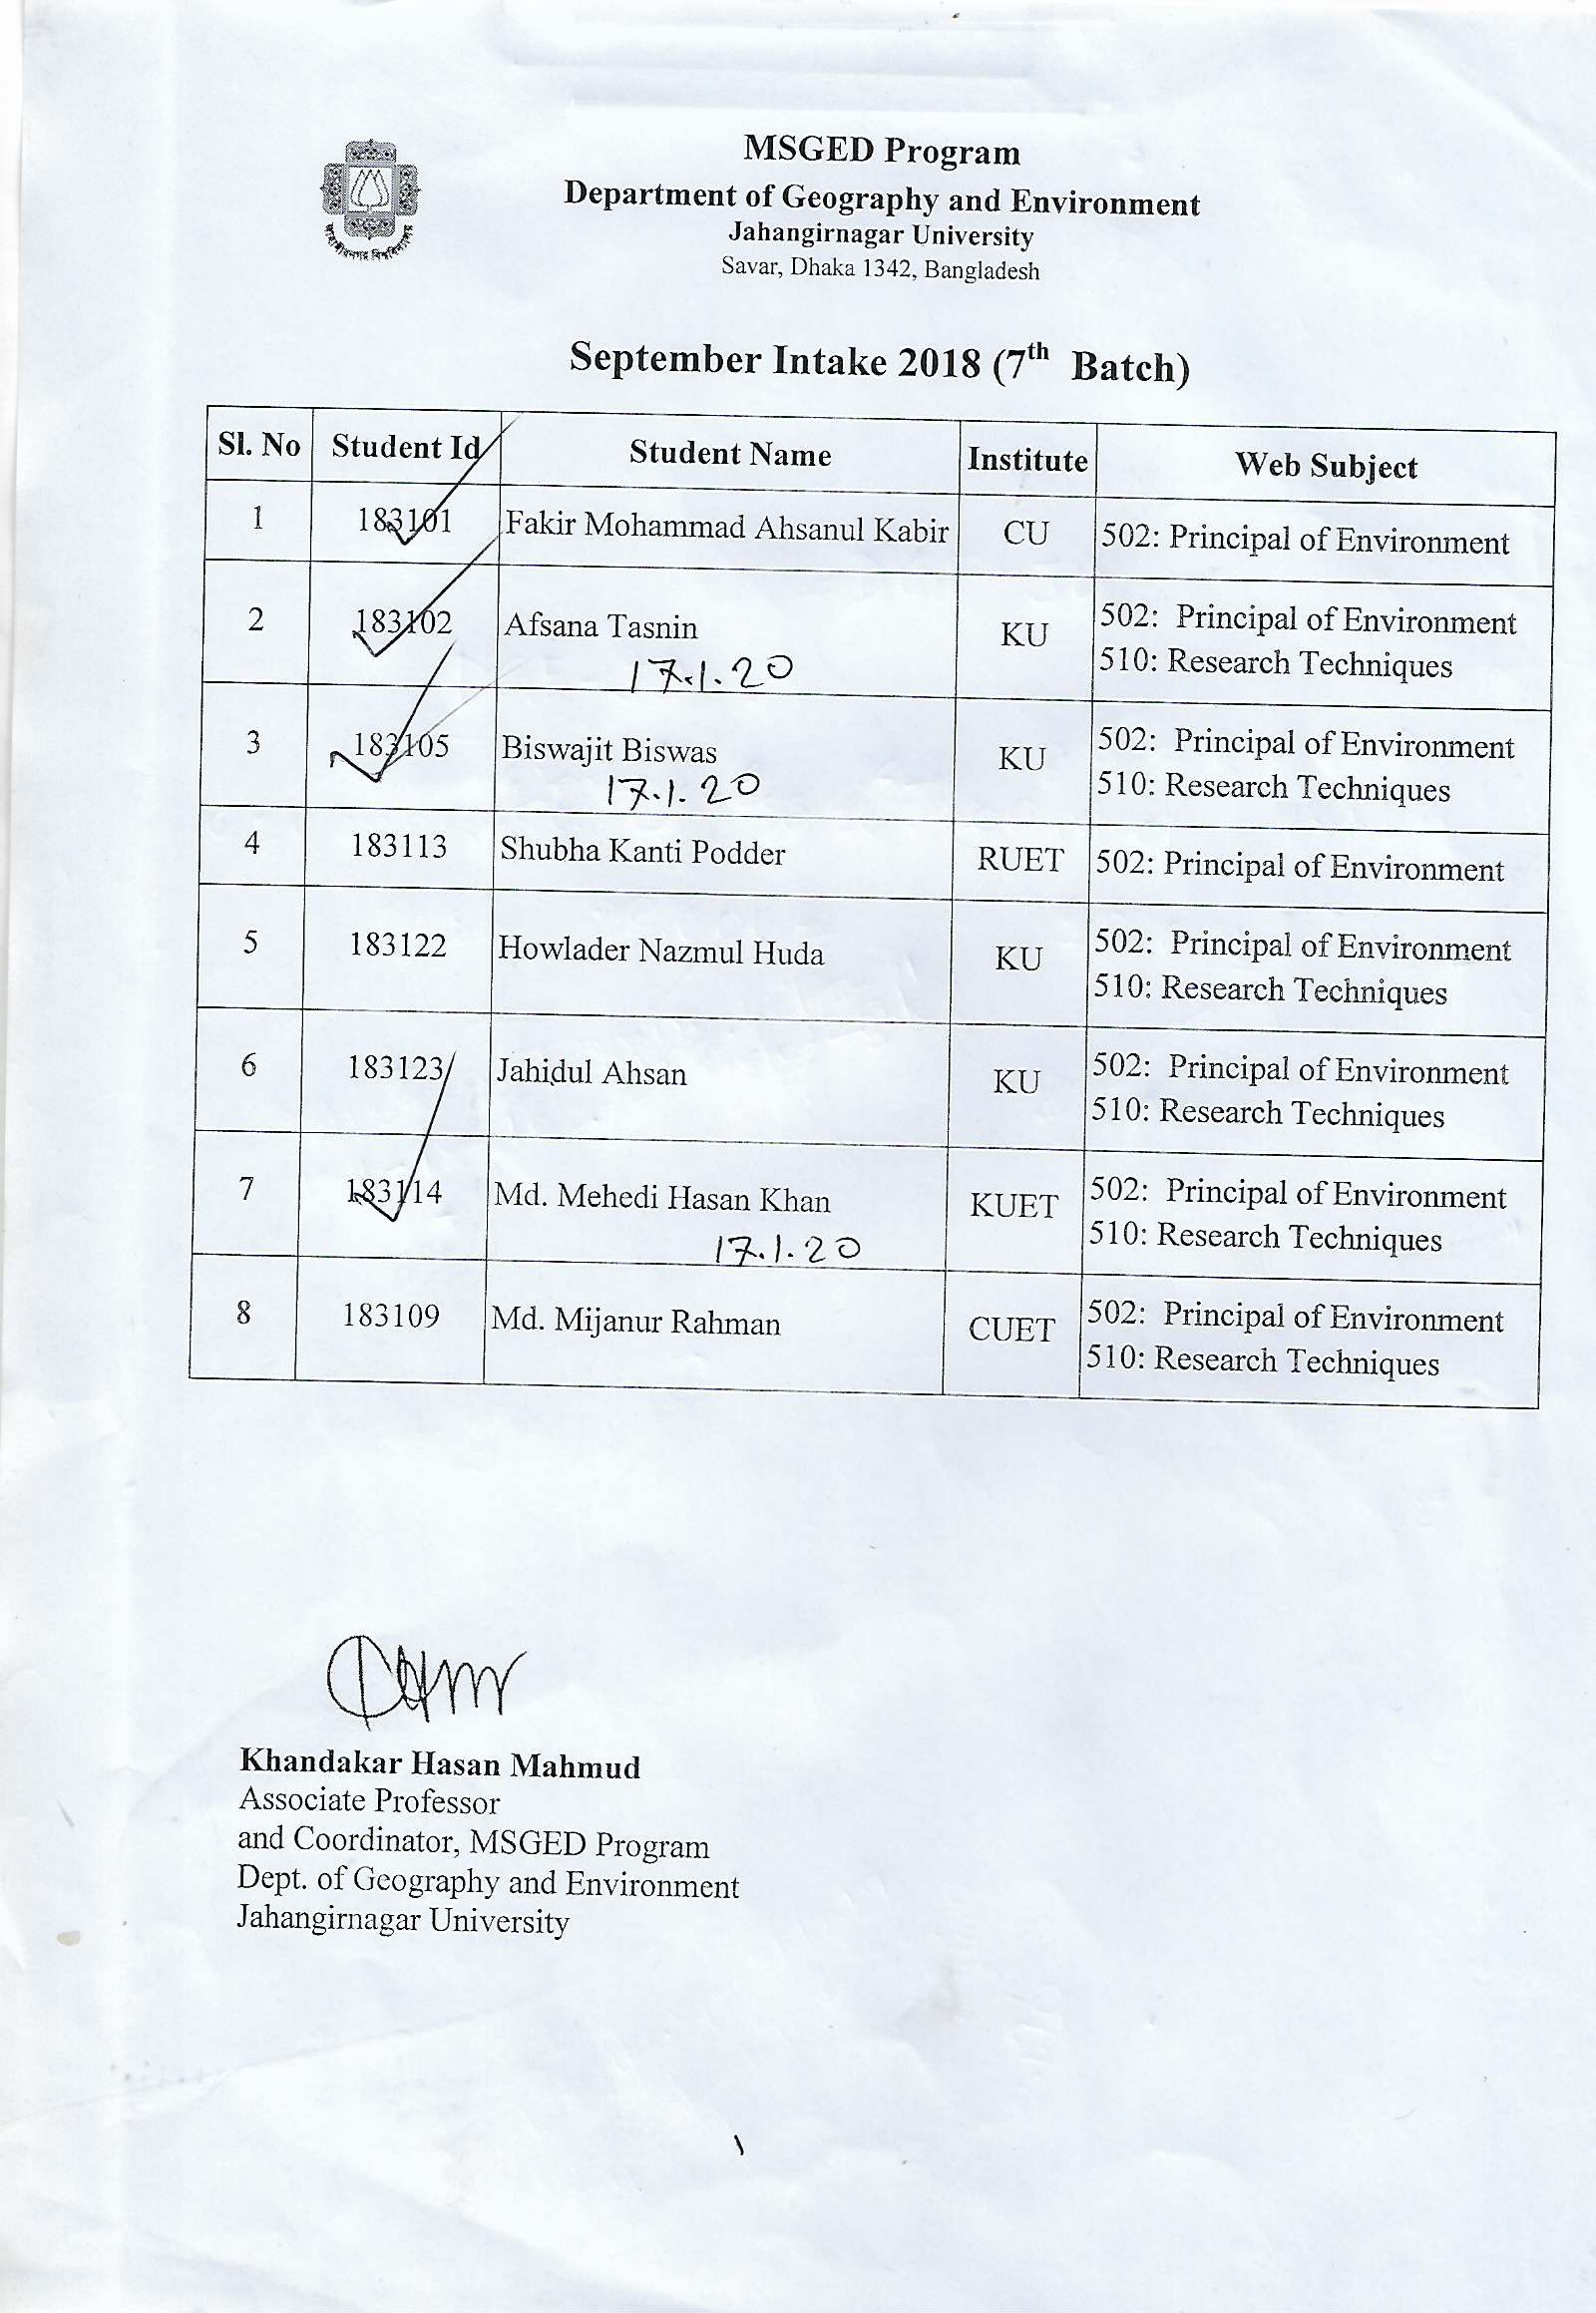 MSGED Program
Department of Geography and Environment
Jahangirnagar University
Savar, Dhaka 1342, Bangladesh
September Intake 2018 (7th Batch)
Sl. No Student Id Student Name Institute Web Subject
1 183101 Fakir Mohammad Ahsanul Kabir CU 502: Principal of Environment
2 183102 Afsana Tasnin KU 502: Principal of Environment
510: Research Techniques
17.1.20
3 183105 Biswajit Biswas KU 502: Principal of Environment
510: Research Techniques
17.1.20
4 183113 Shubha Kanti Podder RUET 502: Principal of Environment
5 183122 Howlader Nazmul Huda KU 502: Principal of Environment
510: Research Techniques
6 183123 Jahidul Ahsan KU 502: Principal of Environment
510: Research Techniques
7 183114 Md. Mehedi Hasan Khan KUET 502: Principal of Environment
510: Research Techniques
17.1.20
8 183109 Md. Mijanur Rahman CUET 502: Principal of Environment
510: Research Techniques
Khandakar Hasan Mahmud
Associate Professor
and Coordinator, MSGED Program
Dept. of Geography and Environment
Jahangirnagar University